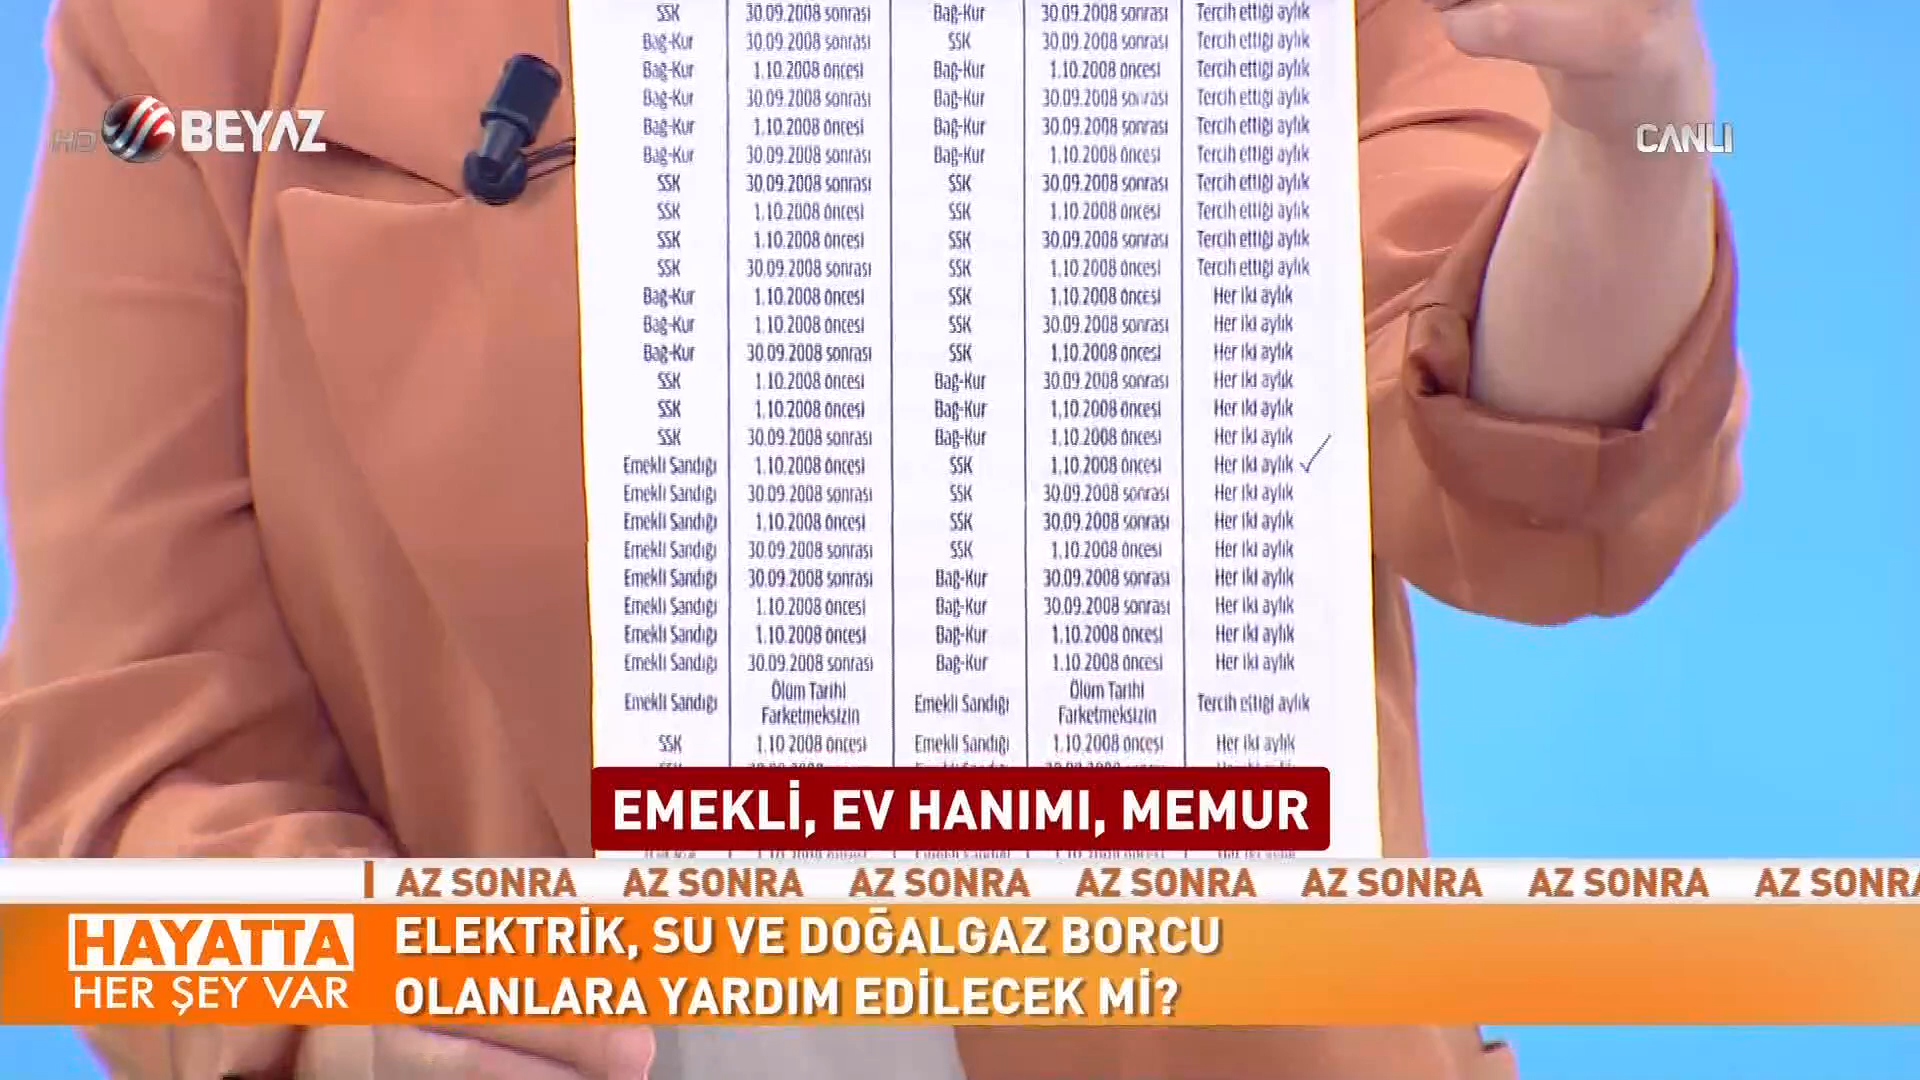 SSK 30.09.2008 sonrası Bağ-Kur 30.09.2008 sonrası Tercih ettiği aylık
Bağ-Kur 30.09.2008 sonrası SSK 30.09.2008 sonrası Tercih ettiği aylık
Bağ-Kur 1.10.2008 öncesi Bağ-Kur 1.10.2008 öncesi Tercih ettiği aylık
Bağ-Kur 30.09.2008 sonrası Bağ-Kur 30.09.2008 sonrası Tercih ettiği aylık
Bağ-Kur 1.10.2008 öncesi Bağ-Kur 30.09.2008 sonrası Tercih ettiği aylık
Bağ-Kur 30.09.2008 sonrası Bağ-Kur 1.10.2008 öncesi Tercih ettiği aylık
SSK 30.09.2008 sonrası SSK 30.09.2008 sonrası Tercih ettiği aylık
SSK 1.10.2008 öncesi SSK 1.10.2008 öncesi Tercih ettiği aylık
SSK 1.10.2008 öncesi SSK 30.09.2008 sonrası Tercih ettiği aylık
SSK 30.09.2008 sonrası SSK 1.10.2008 öncesi Tercih ettiği aylık
Bağ-Kur 1.10.2008 öncesi SSK 1.10.2008 öncesi Her iki aylık
Bağ-Kur 1.10.2008 öncesi SSK 30.09.2008 sonrası Her iki aylık
Bağ-Kur 30.09.2008 sonrası SSK 1.10.2008 öncesi Her iki aylık
SSK 1.10.2008 öncesi Bağ-Kur 30.09.2008 sonrası Her iki aylık
SSK 1.10.2008 öncesi Bağ-Kur 1.10.2008 öncesi Her iki aylık
SSK 30.09.2008 sonrası Bağ-Kur 1.10.2008 öncesi Her iki aylık
Emekli Sandığı 1.10.2008 öncesi SSK 1.10.2008 öncesi Her iki aylık
Emekli Sandığı 30.09.2008 sonrası SSK 30.09.2008 sonrası Her iki aylık
Emekli Sandığı 1.10.2008 öncesi SSK 30.09.2008 sonrası Her iki aylık
Emekli Sandığı 30.09.2008 sonrası SSK 1.10.2008 öncesi Her iki aylık
Emekli Sandığı 30.09.2008 sonrası Bağ-Kur 30.09.2008 sonrası Her iki aylık
Emekli Sandığı 1.10.2008 öncesi Bağ-Kur 30.09.2008 sonrası Her iki aylık
Emekli Sandığı 1.10.2008 öncesi Bağ-Kur 1.10.2008 öncesi Her iki aylık
Emekli Sandığı 30.09.2008 sonrası Bağ-Kur 1.10.2008 öncesi Her iki aylık
Emekli Sandığı Ölüm Tarihi Farketmeksizin Emekli Sandığı Ölüm Tarihi Farketmeksizin Tercih ettiği aylık
SSK 1.10.2008 öncesi Emekli Sandığı 1.10.2008 öncesi Her iki aylık
HD BEYAZ
CANLI
EMEKLİ, EV HANIMI, MEMUR
AZ SONRA AZ SONRA AZ SONRA AZ SONRA AZ SONRA AZ SONRA AZ SONRA
HAYATTA
HER ŞEY VAR
ELEKTRİK, SU VE DOĞALGAZ BORCU
OLANLARA YARDIM EDİLECEK Mİ?